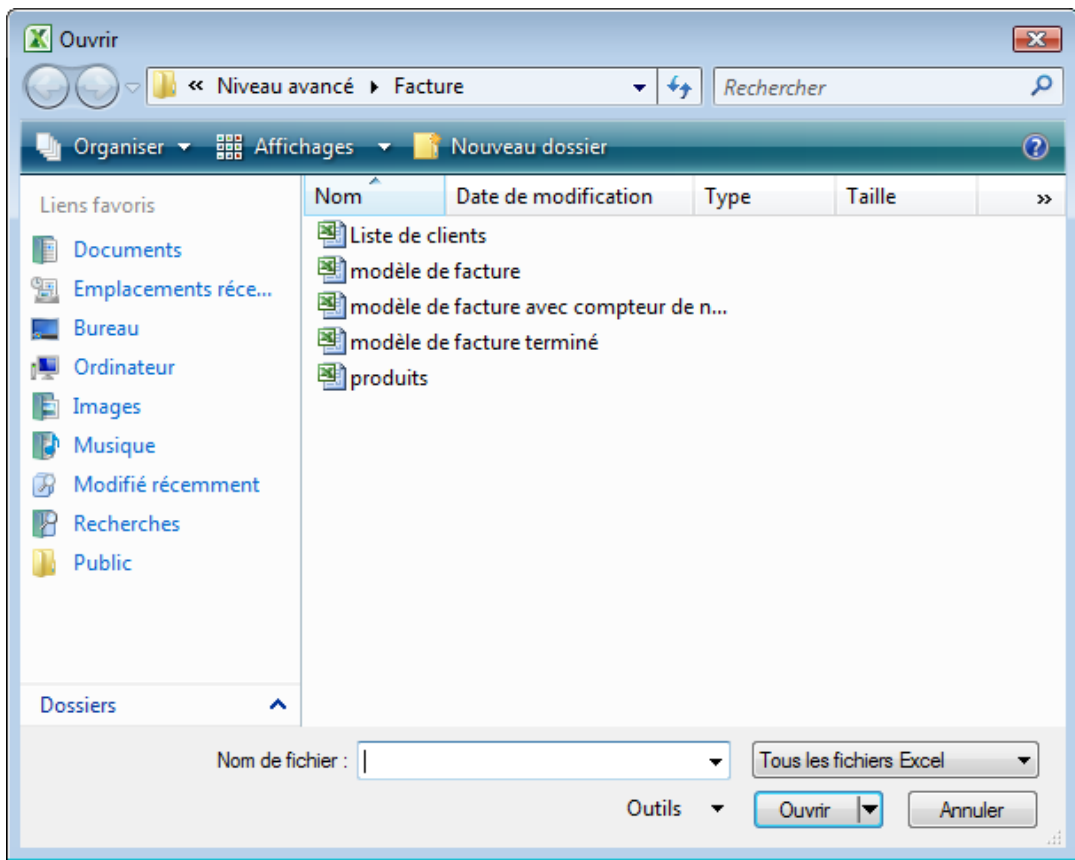 Ouvrir
« Niveau avancé Facture
Rechercher
Organiser Affichages Nouveau dossier
Liens favoris
Documents
Emplacements réce...
Bureau
Ordinateur
Images
Musique
Modifié récemment
Recherches
Public
Dossiers
Nom Date de modification Type Taille »
Liste de clients
modèle de facture
modèle de facture avec compteur de n...
modèle de facture terminé
produits
Nom de fichier :
Tous les fichiers Excel
Outils Ouvrir Annuler